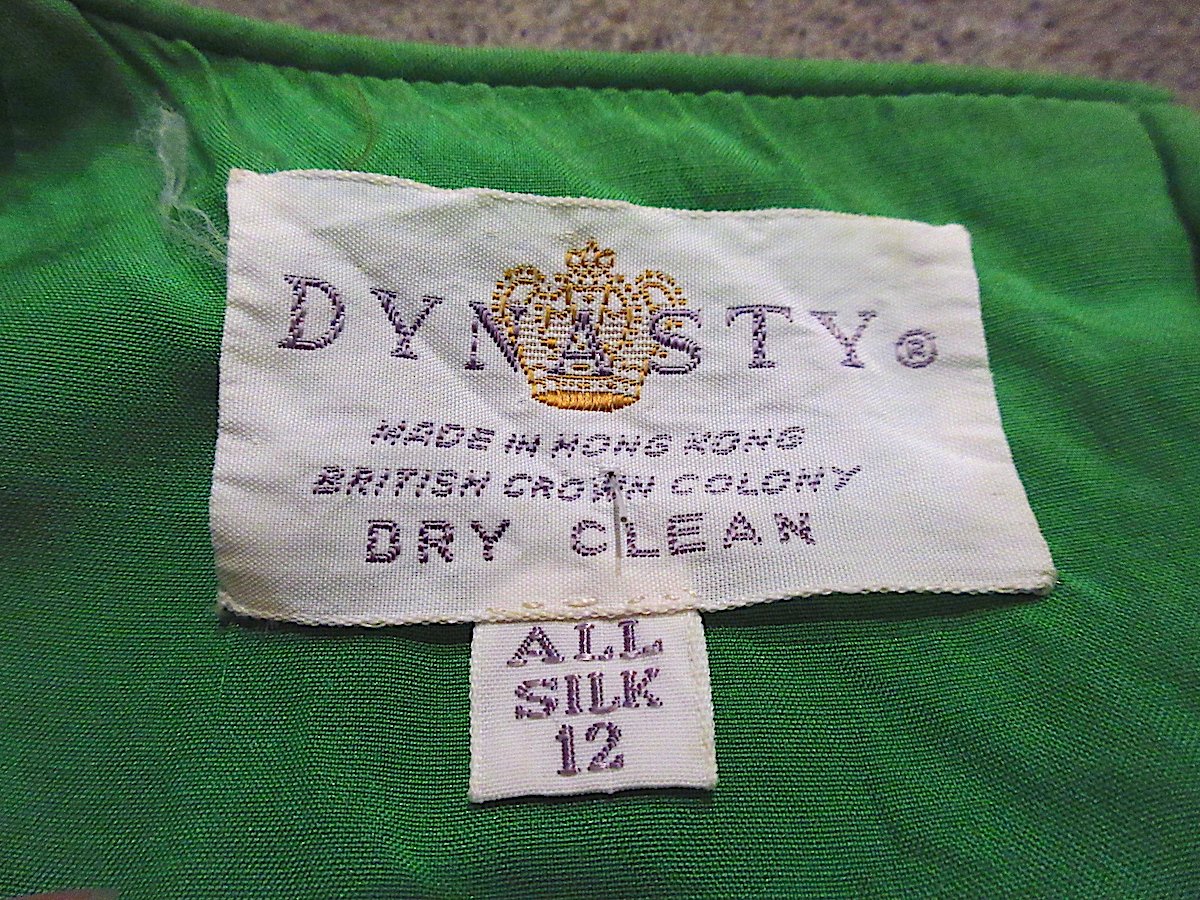 DYNASTY®
MADE IN HONG KONG
BRITISH CROWN COLONY
DRY CLEAN
ALL
SILK
12